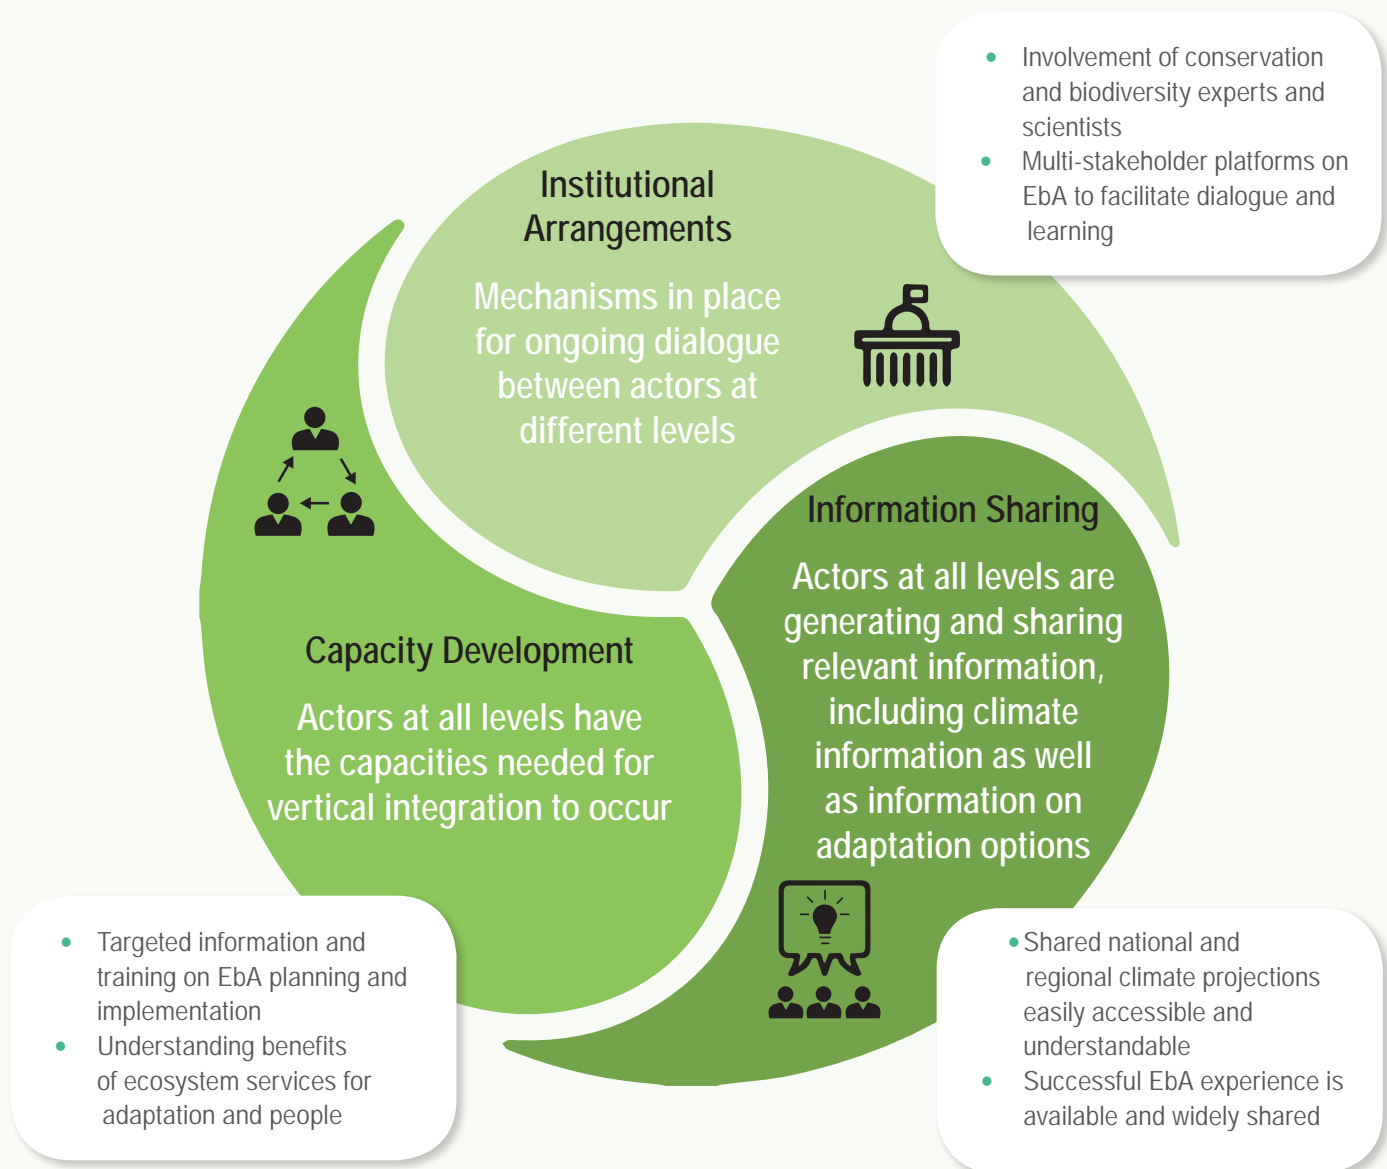 • Involvement of conservation
and biodiversity experts and
scientists
• Multi-stakeholder platforms on
EbA to facilitate dialogue and
learning
Institutional
Arrangements
Mechanisms in place
for ongoing dialogue
between actors at
different levels
Information Sharing
Actors at all levels are
generating and sharing
relevant information,
including climate
information as well
as information on
adaptation options
Capacity Development
Actors at all levels have
the capacities needed for
vertical integration to occur
• Targeted information and
training on EbA planning and
implementation
• Understanding benefits
of ecosystem services for
adaptation and people
• Shared national and
regional climate projections
easily accessible and
understandable
• Successful EbA experience is
available and widely shared